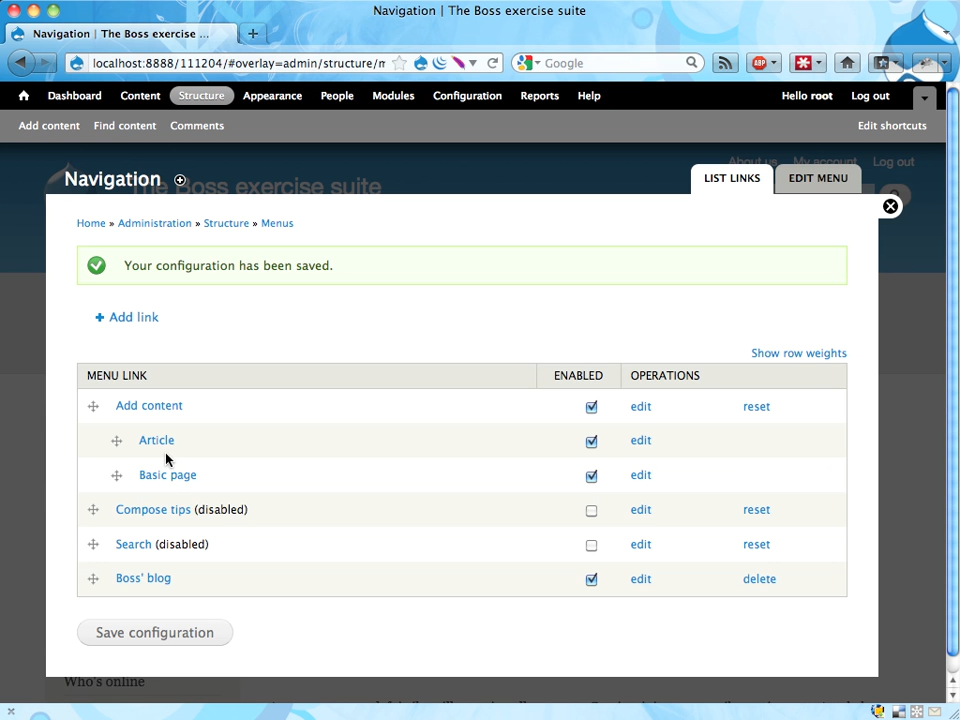 Navigation | The Boss exercise suite
Navigation | The Boss exercise ...
localhost:8888/111204/#overlay=admin/structure/m
Google
ABP
Dashboard Content Structure Appearance People Modules Configuration Reports Help Hello root Log out
Add content Find content Comments Edit shortcuts
About us My account Log out
The Boss exercise suite
Navigation
LIST LINKS EDIT MENU
Home » Administration » Structure » Menus
Your configuration has been saved.
Add link
Show row weights
MENU LINK ENABLED OPERATIONS
Add content edit reset
Article edit
Basic page edit
Compose tips (disabled) edit reset
Search (disabled) edit reset
Boss' blog edit delete
Save configuration
Who's online